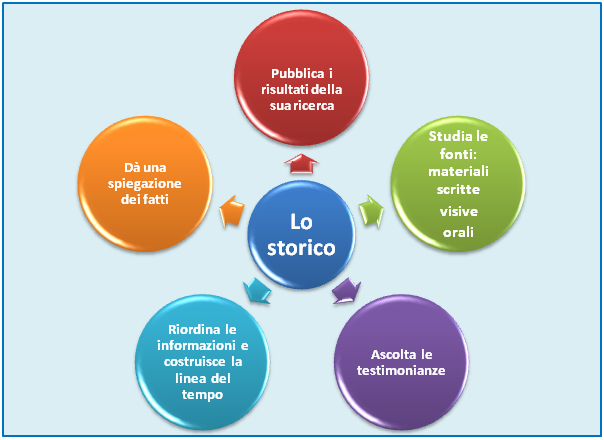 Pubblica i
risultati della
sua ricerca
Studia le
fonti:
materiali
scritte
visive
orali
Dà una
spiegazione
dei fatti
Lo
storico
Riordina le
informazioni e
costruisce la
linea del
tempo
Ascolta le
testimonianze